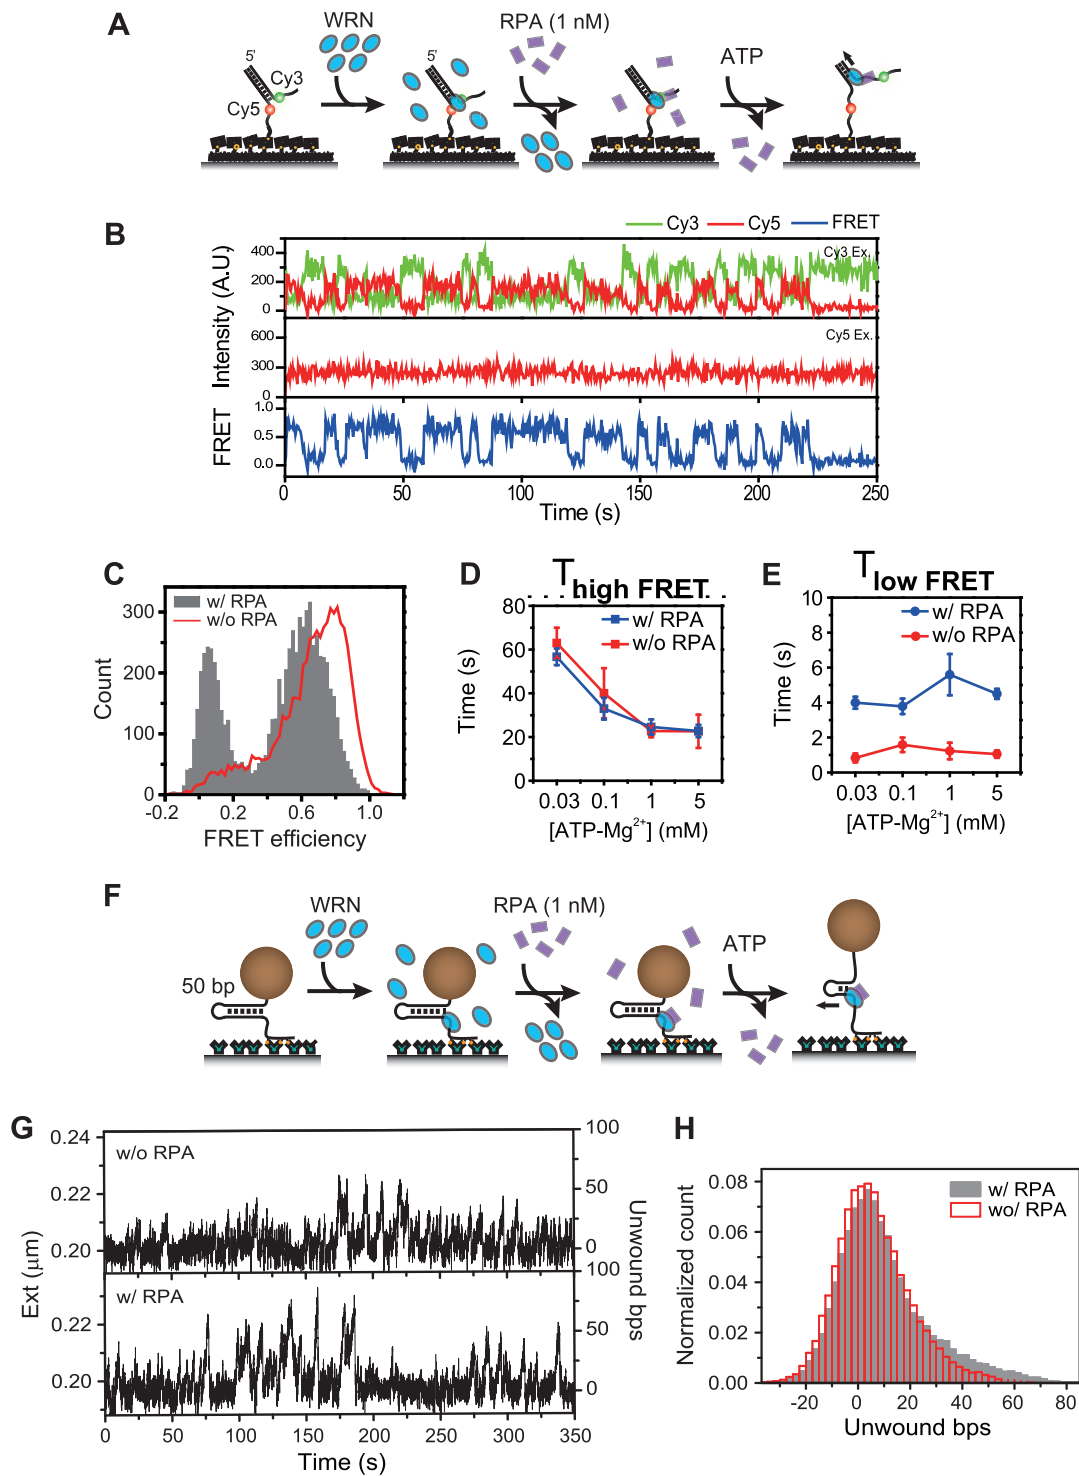 A
WRN
RPA (1 nM)
ATP
5'
Cy3
Cy5
5'
B
Cy3 Cy5 FRET
Intensity (A.U.)
400
200
0
Cy3 Ex.
600
300
0
Cy5 Ex.
FRET
1.0
0.5
0.0
0 50 100 150 200 250
Time (s)
C
w/ RPA
w/o RPA
Count
300
200
100
0
-0.2 0.2 0.6 1.0
FRET efficiency
D
T high FRET
w/ RPA
w/o RPA
Time (s)
80
60
40
20
0
0.03 0.1 1 5
[ATP-Mg²⁺] (mM)
E
T low FRET
w/ RPA
w/o RPA
Time (s)
10
8
6
4
2
0
0.03 0.1 1 5
[ATP-Mg²⁺] (mM)
F
WRN
RPA (1 nM)
ATP
50 bp
G
w/o RPA
0.24
0.22
0.20
100
50
0
w/ RPA
0.22
0.20
100
50
0
Ext (μm)
Unwound bps
0 50 100 150 200 250 300 350
Time (s)
H
w/ RPA
wo/ RPA
Normalized count
0.08
0.04
0.00
-20 0 20 40 60 80
Unwound bps